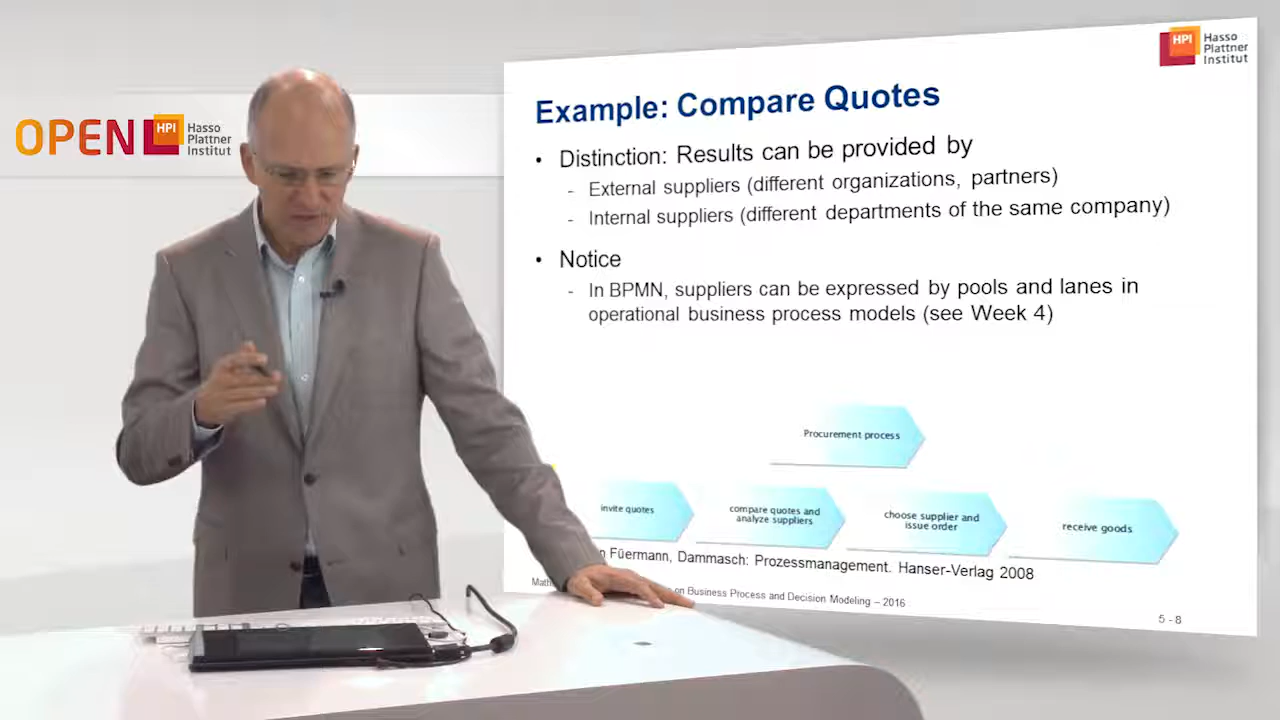 OPEN HPI Hasso
Plattner
Institut
HPI Hasso
Plattner
Institut
Example: Compare Quotes
• Distinction: Results can be provided by
- External suppliers (different organizations, partners)
- Internal suppliers (different departments of the same company)
• Notice
- In BPMN, suppliers can be expressed by pools and lanes in
operational business process models (see Week 4)
Procurement process
invite quotes
compare quotes and
analyze suppliers
choose supplier and
issue order
receive goods
Füermann, Dammasch: Prozessmanagement. Hanser-Verlag 2008
on Business Process and Decision Modeling – 2016
5 - 8